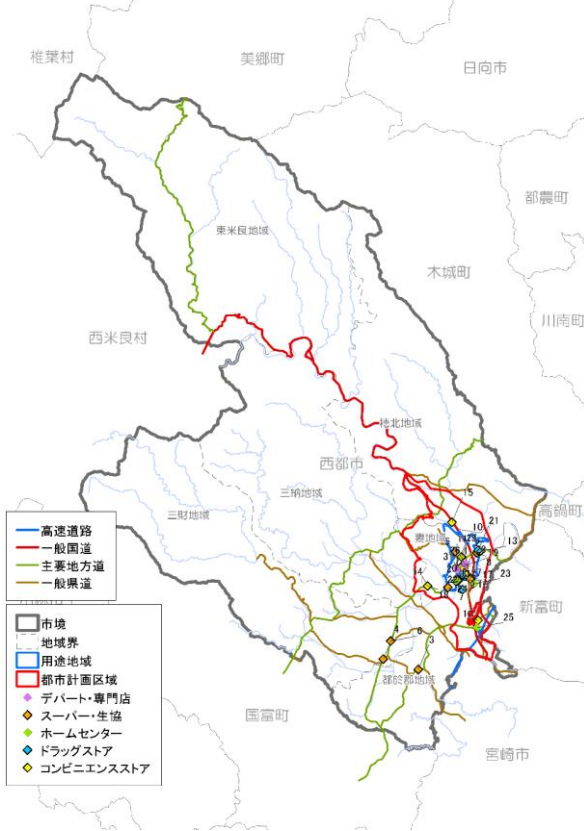 椎葉村
美郷町
日向市
都農町
東米良地域
木城町
川南町
西米良村
穂北地域
西都市
三納地域
高鍋町
三財地域
妻地域
15
21
10
13
3
14
23
新富町
25
4
6
3
都於郡地域
国富町
宮崎市
高速道路
一般国道
主要地方道
一般県道
市境
地域界
用途地域
都市計画区域
デパート・専門店
スーパー・生協
ホームセンター
ドラッグストア
コンビニエンスストア